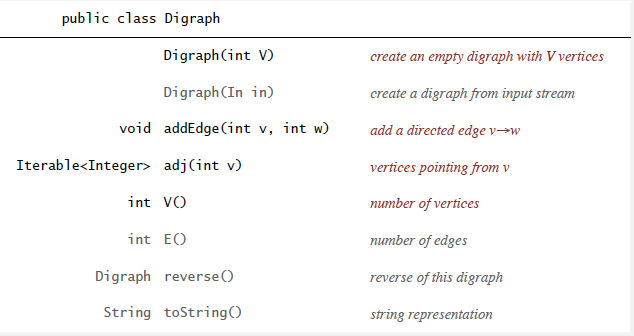 public class Digraph
Digraph(int V) create an empty digraph with V vertices
Digraph(In in) create a digraph from input stream
void addEdge(int v, int w) add a directed edge v→w
Iterable<Integer> adj(int v) vertices pointing from v
int V() number of vertices
int E() number of edges
Digraph reverse() reverse of this digraph
String toString() string representation